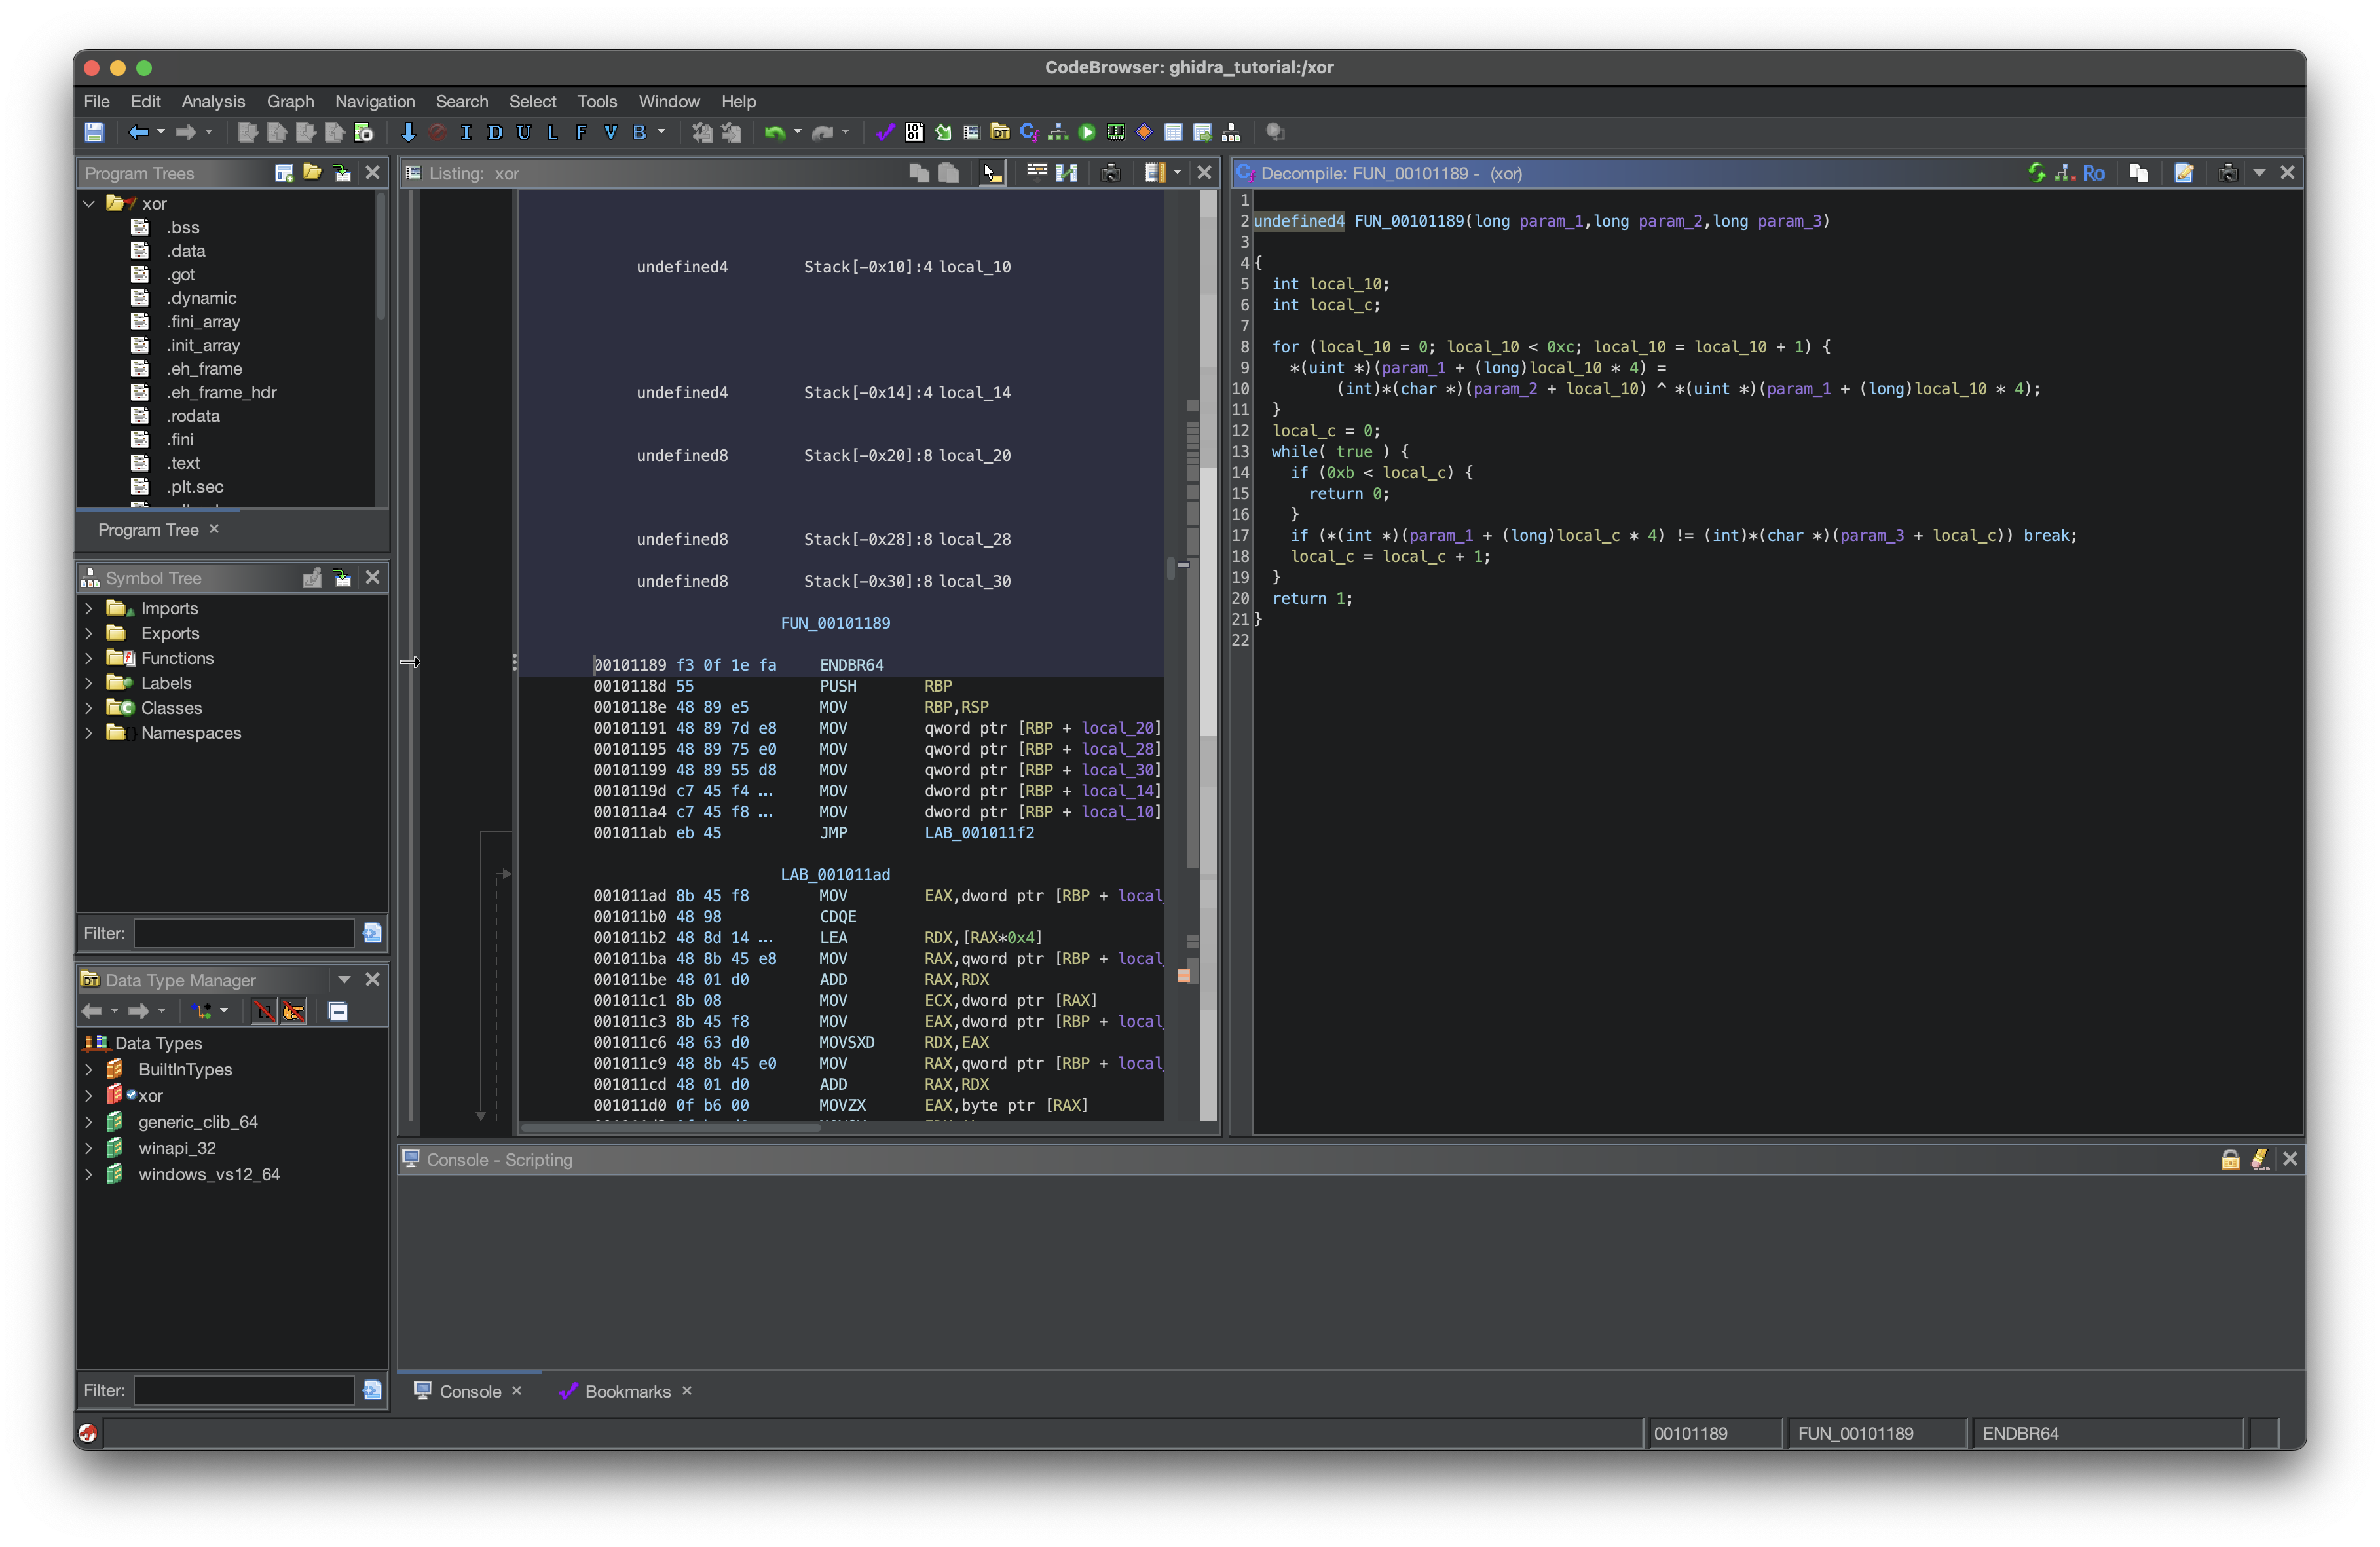 CodeBrowser: ghidra_tutorial:/xor
File Edit Analysis Graph Navigation Search Select Tools Window Help
I D U L F V B
Program Trees
xor
.bss
.data
.got
.dynamic
.fini_array
.init_array
.eh_frame
.eh_frame_hdr
.rodata
.fini
.text
.plt.sec
Program Tree ×
Symbol Tree
Imports
Exports
Functions
Labels
Classes
Namespaces
Filter:
Data Type Manager
Data Types
BuiltInTypes
xor
generic_clib_64
winapi_32
windows_vs12_64
Filter:
Listing: xor
undefined4 Stack[-0x10]:4 local_10
undefined4 Stack[-0x14]:4 local_14
undefined8 Stack[-0x20]:8 local_20
undefined8 Stack[-0x28]:8 local_28
undefined8 Stack[-0x30]:8 local_30
FUN_00101189
00101189 f3 0f 1e fa ENDBR64
0010118d 55 PUSH RBP
0010118e 48 89 e5 MOV RBP,RSP
00101191 48 89 7d e8 MOV qword ptr [RBP + local_20]
00101195 48 89 75 e0 MOV qword ptr [RBP + local_28]
00101199 48 89 55 d8 MOV qword ptr [RBP + local_30]
0010119d c7 45 f4 ... MOV dword ptr [RBP + local_14]
001011a4 c7 45 f8 ... MOV dword ptr [RBP + local_10]
001011ab eb 45 JMP LAB_001011f2
LAB_001011ad
001011ad 8b 45 f8 MOV EAX,dword ptr [RBP + local_
001011b0 48 98 CDQE
001011b2 48 8d 14 ... LEA RDX,[RAX*0x4]
001011ba 48 8b 45 e8 MOV RAX,qword ptr [RBP + local_
001011be 48 01 d0 ADD RAX,RDX
001011c1 8b 08 MOV ECX,dword ptr [RAX]
001011c3 8b 45 f8 MOV EAX,dword ptr [RBP + local_
001011c6 48 63 d0 MOVSXD RDX,EAX
001011c9 48 8b 45 e0 MOV RAX,qword ptr [RBP + local_
001011cd 48 01 d0 ADD RAX,RDX
001011d0 0f b6 00 MOVZX EAX,byte ptr [RAX]
Decompile: FUN_00101189 - (xor)
Ro
1
2 undefined4 FUN_00101189(long param_1,long param_2,long param_3)
3
4 {
5 int local_10;
6 int local_c;
7
8 for (local_10 = 0; local_10 < 0xc; local_10 = local_10 + 1) {
9 *(uint *)(param_1 + (long)local_10 * 4) =
10 (int)*(char *)(param_2 + local_10) ^ *(uint *)(param_1 + (long)local_10 * 4);
11 }
12 local_c = 0;
13 while( true ) {
14 if (0xb < local_c) {
15 return 0;
16 }
17 if (*(int *)(param_1 + (long)local_c * 4) != (int)*(char *)(param_3 + local_c)) break;
18 local_c = local_c + 1;
19 }
20 return 1;
21 }
22
Console - Scripting
Console × Bookmarks ×
00101189 FUN_00101189 ENDBR64